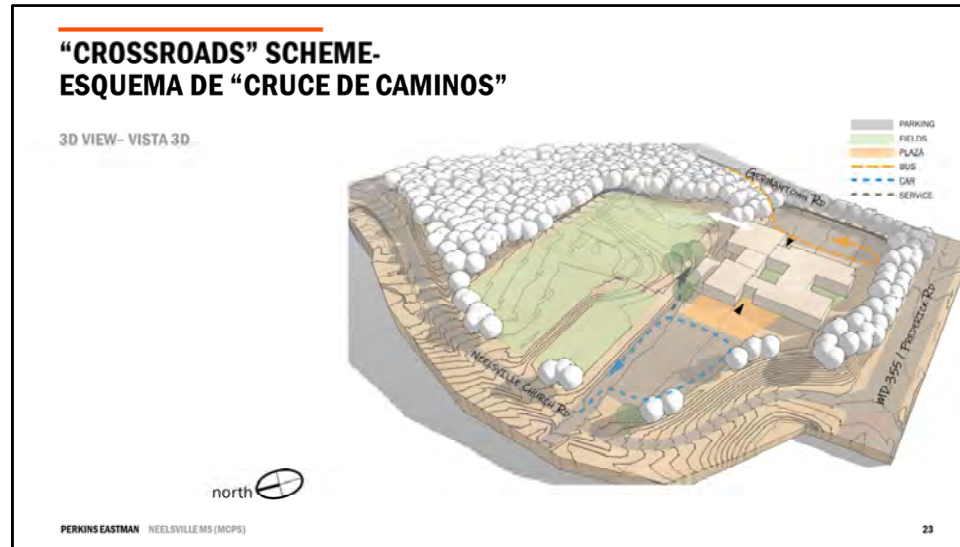 “CROSSROADS” SCHEME-
ESQUEMA DE “CRUCE DE CAMINOS”
3D VIEW– VISTA 3D
PARKING
FIELDS
PLAZA
BUS
CAR
SERVICE
GERMANTOWN RD
MD 355 / FREDERICK RD
NEELSVILLE CHURCH RD
north
PERKINS EASTMAN NEELSVILLE MS (MCPS)
23